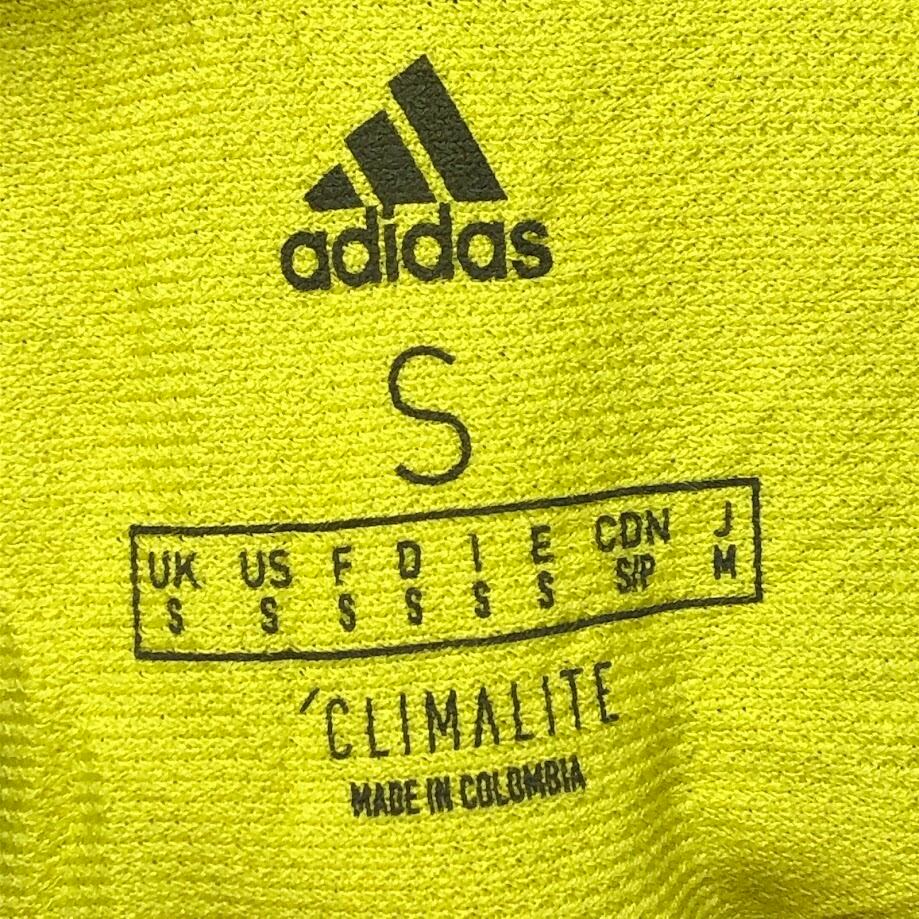 adidas
S
UK US F D I E CDN J
S S S S S S S/P M
CLIMALITE
MADE IN COLOMBIA